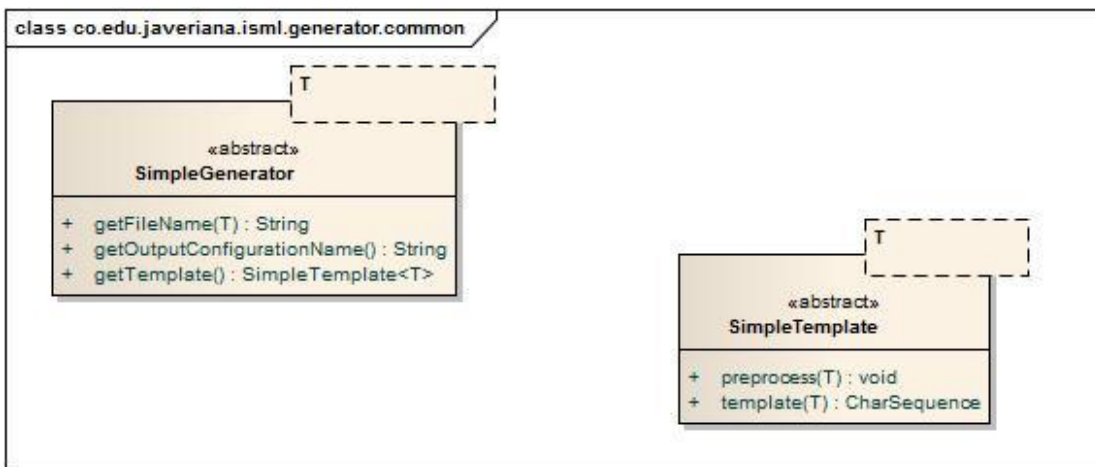 class co.edu.javeriana.isml.generator.common
T
«abstract»
SimpleGenerator
+ getFileName(T) : String
+ getOutputConfigurationName() : String
+ getTemplate() : SimpleTemplate<T>
T
«abstract»
SimpleTemplate
+ preprocess(T) : void
+ template(T) : CharSequence